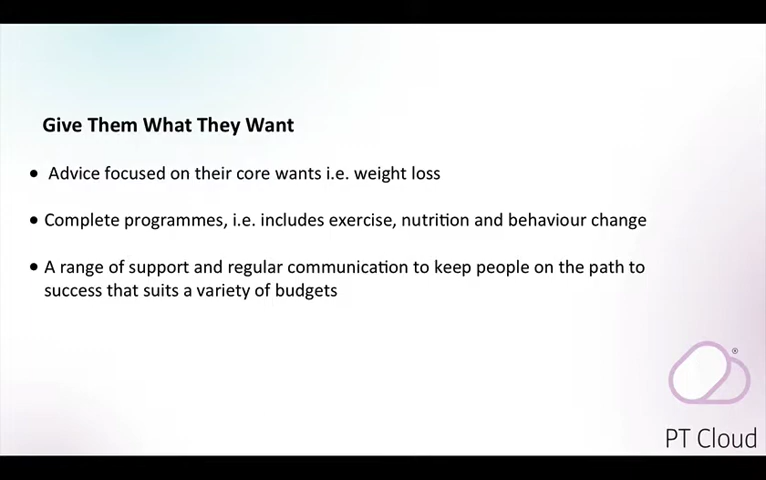 Give Them What They Want
● Advice focused on their core wants i.e. weight loss
● Complete programmes, i.e. includes exercise, nutrition and behaviour change
● A range of support and regular communication to keep people on the path to
success that suits a variety of budgets
®
PT Cloud